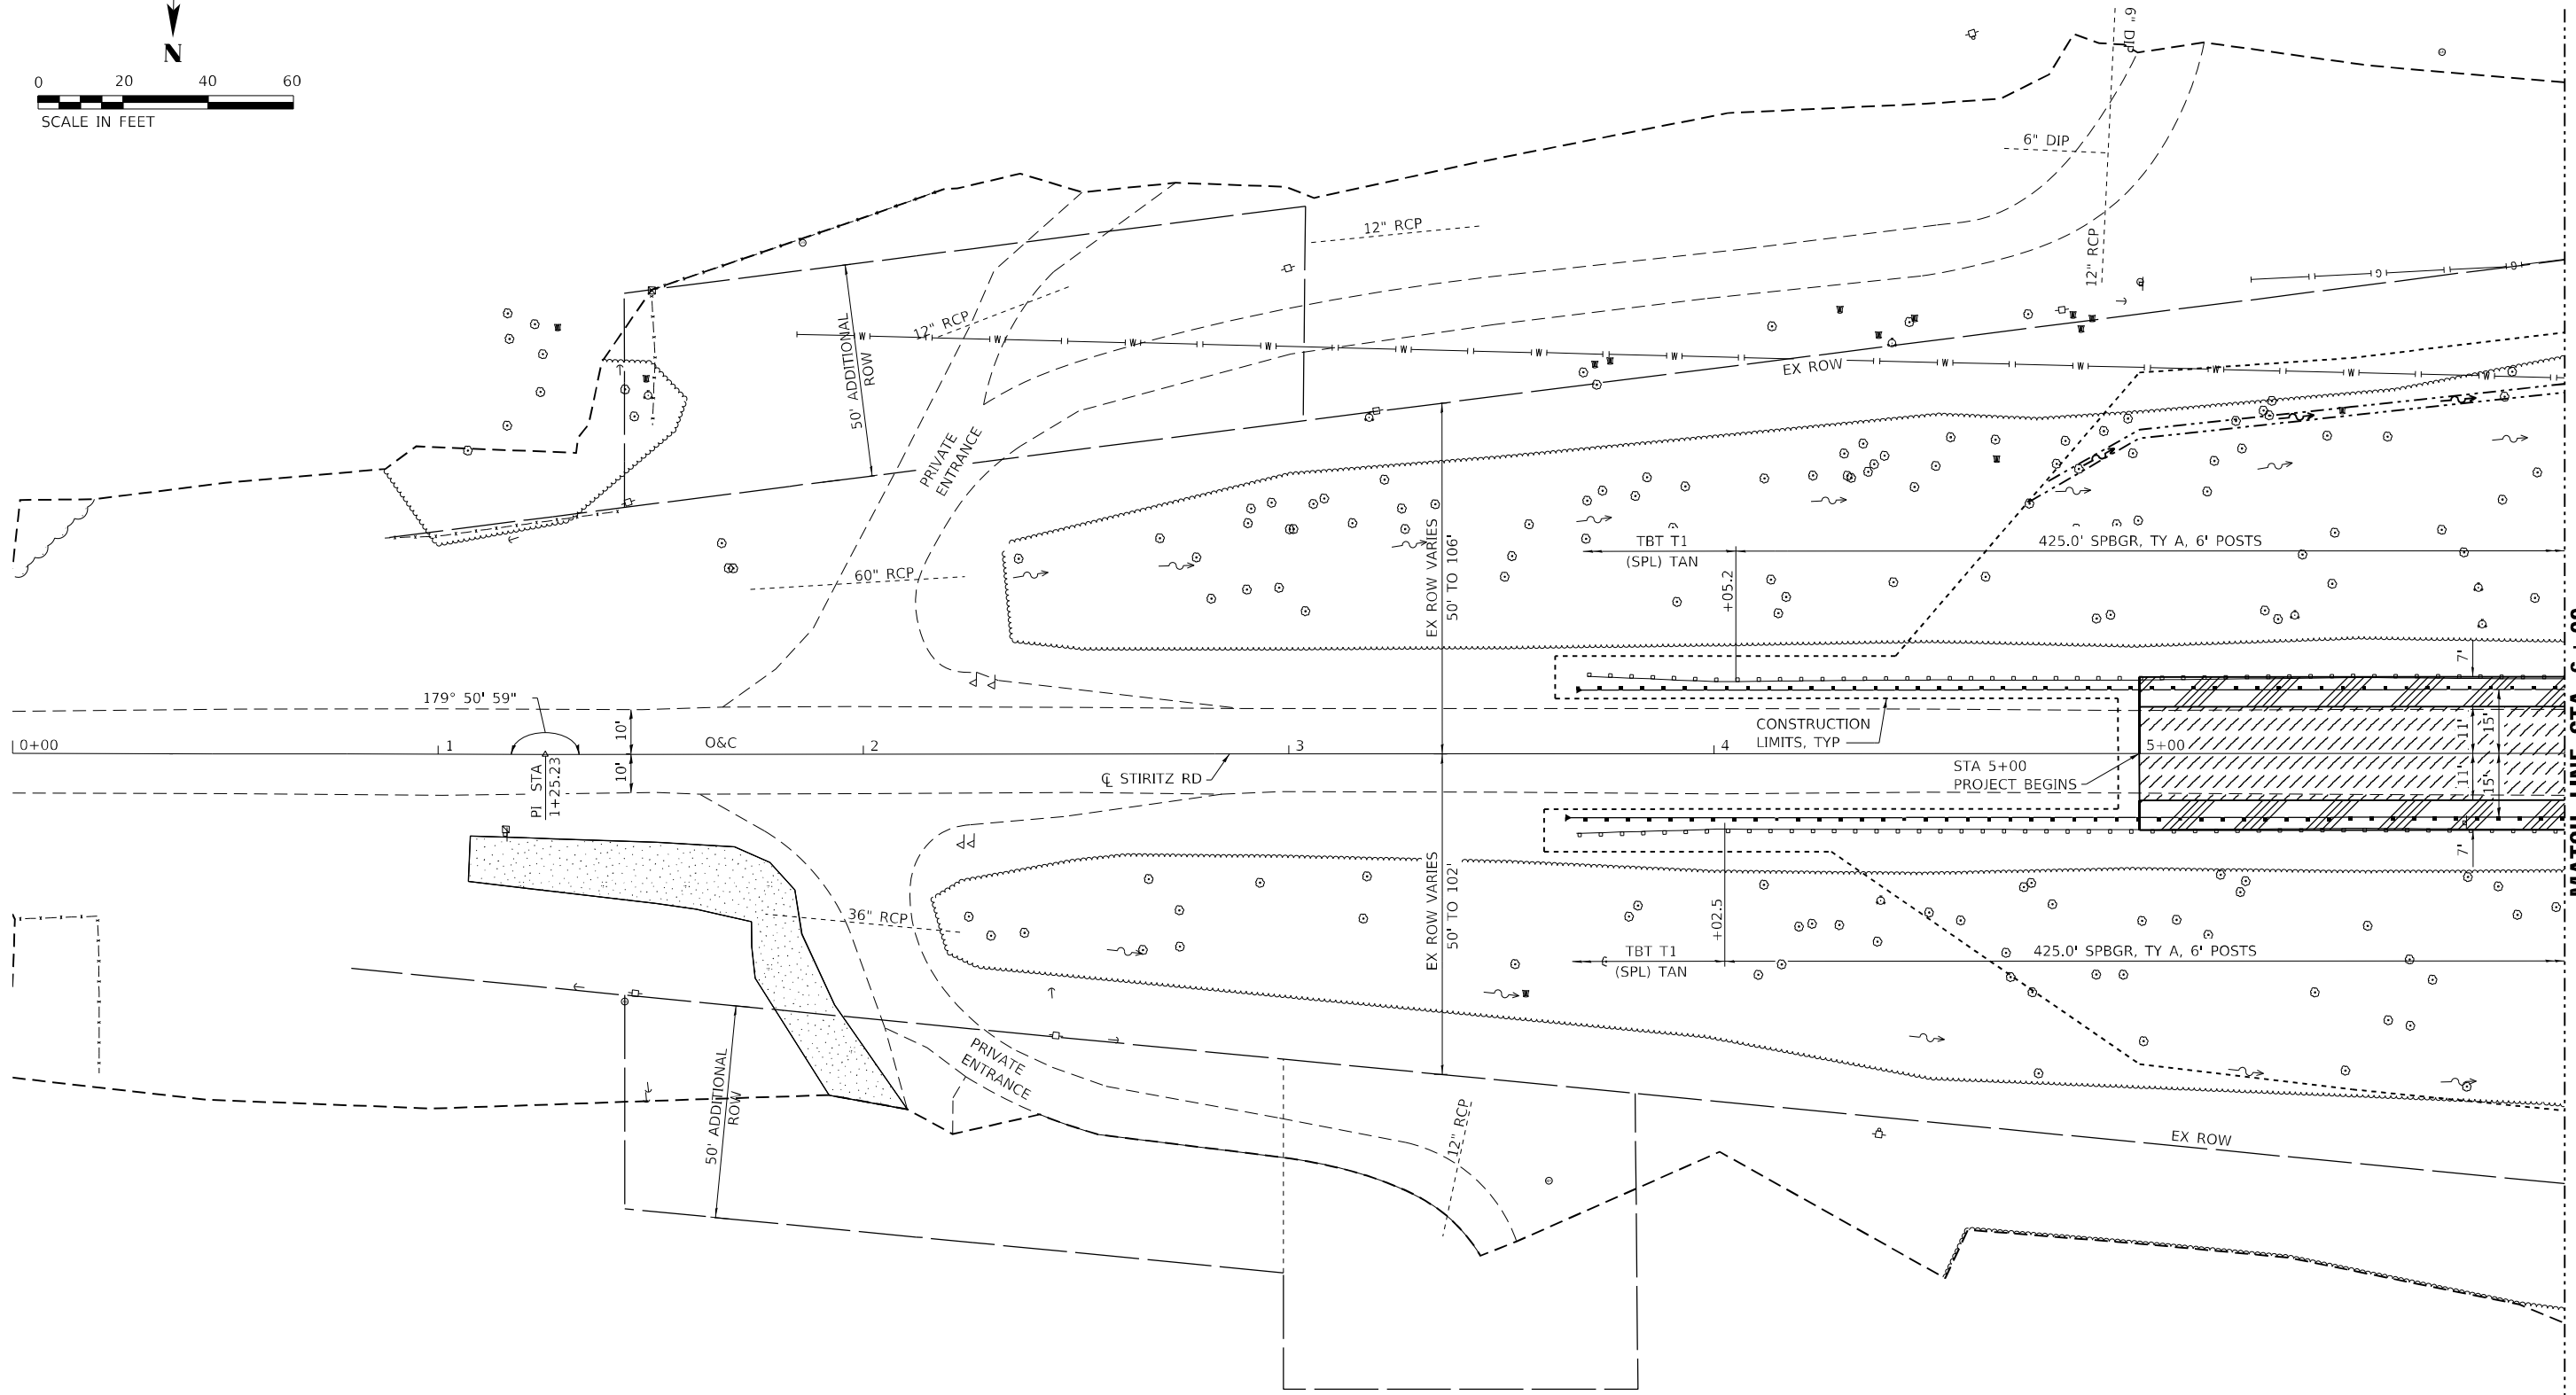 N
0 20 40 60
SCALE IN FEET
6" DIP
6" DIP
12" RCP
12" RCP
12" RCP
50' ADDITIONAL
ROW
W W W W W W W W W W W W W
G G
EX ROW
PRIVATE
ENTRANCE
60" RCP
EX ROW VARIES
50' TO 106'
TBT T1
(SPL) TAN
425.0' SPBGR, TY A, 6' POSTS
+05.2
7'
179° 50' 59"
10'
O&C
0+00 1 2 3 4 5+00
CONSTRUCTION
LIMITS, TYP
11' 15'
10'
PI STA
1+25.23
℄ STIRITZ RD
STA 5+00
PROJECT BEGINS
11' 15'
7'
36" RCP
EX ROW VARIES
50' TO 102'
+02.5
TBT T1
(SPL) TAN
425.0' SPBGR, TY A, 6' POSTS
PRIVATE
ENTRANCE
50' ADDITIONAL
ROW
12" RCP
EX ROW